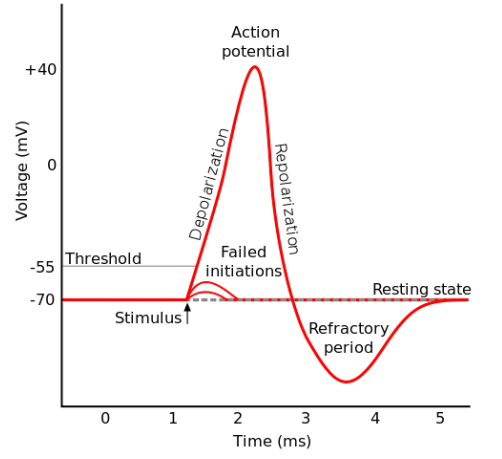 Action
potential
+40
Depolarization
Repolarization
Voltage (mV)
0
Threshold
-55
Failed
initiations
-70
Resting state
Stimulus
Refractory
period
0 1 2 3 4 5
Time (ms)